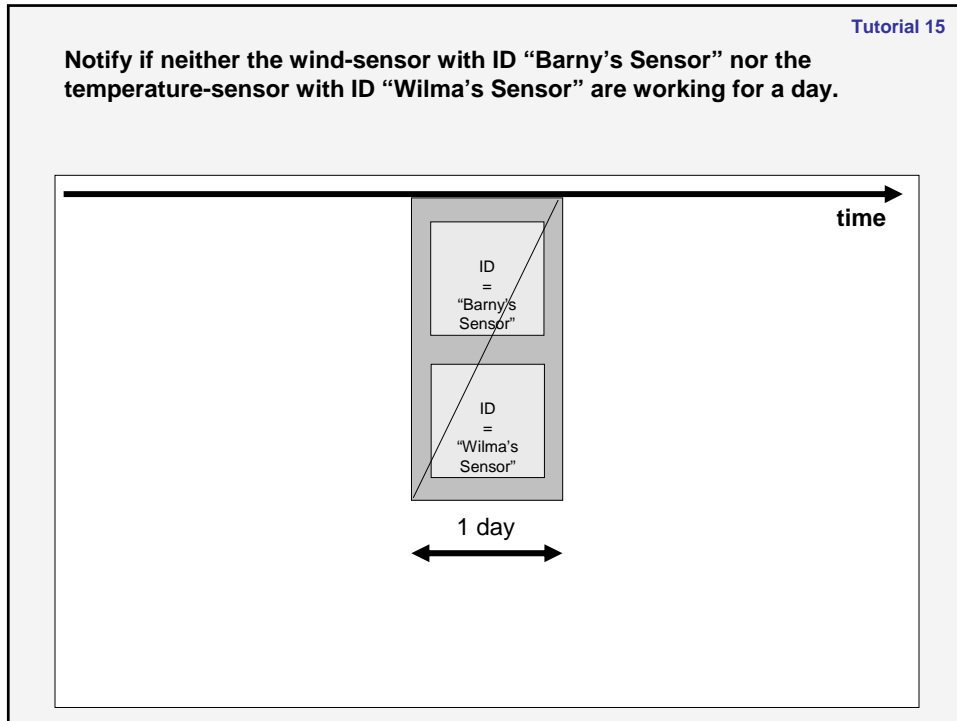 Tutorial 15
Notify if neither the wind-sensor with ID “Barny’s Sensor” nor the
temperature-sensor with ID “Wilma’s Sensor” are working for a day.
time
ID
=
“Barny’s
Sensor”
ID
=
“Wilma’s
Sensor”
1 day